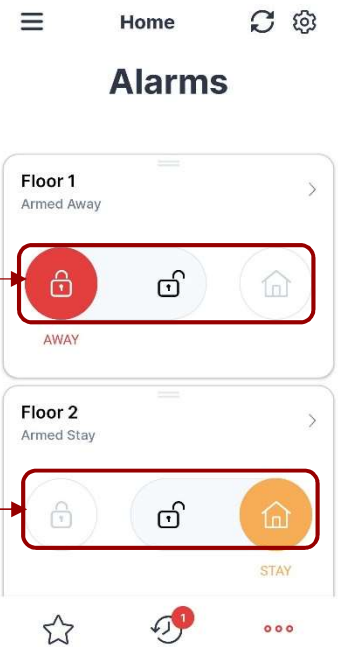 Home
Alarms
Floor 1
Armed Away
AWAY
Floor 2
Armed Stay
STAY
1